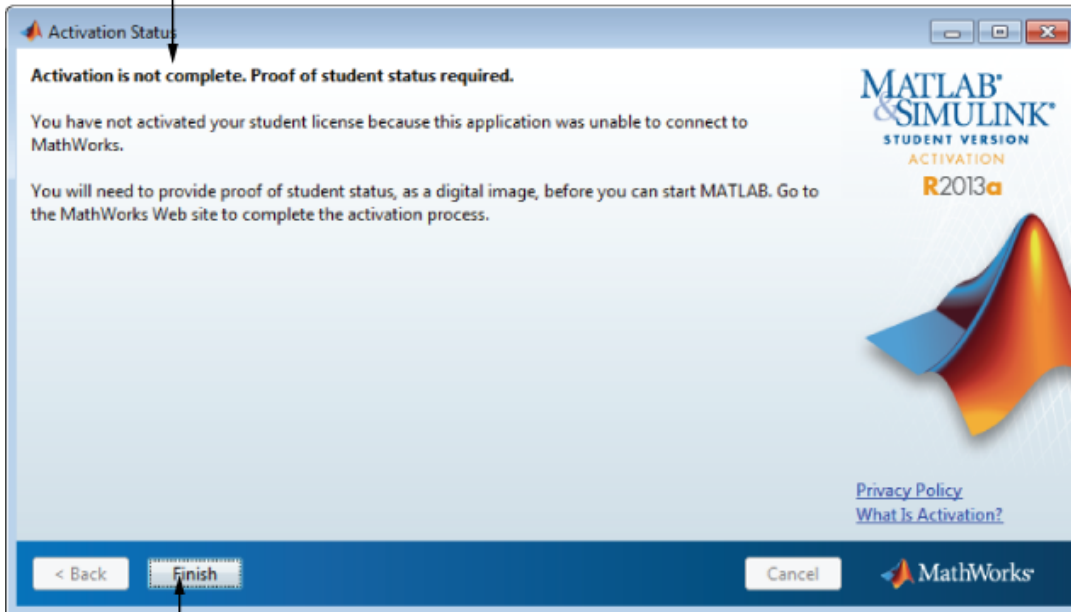 Activation Status
Activation is not complete. Proof of student status required.
You have not activated your student license because this application was unable to connect to
MathWorks.
You will need to provide proof of student status, as a digital image, before you can start MATLAB. Go to
the MathWorks Web site to complete the activation process.
MATLAB®
&SIMULINK®
STUDENT VERSION
ACTIVATION
R2013a
Privacy Policy
What Is Activation?
< Back
Finish
Cancel
MathWorks®